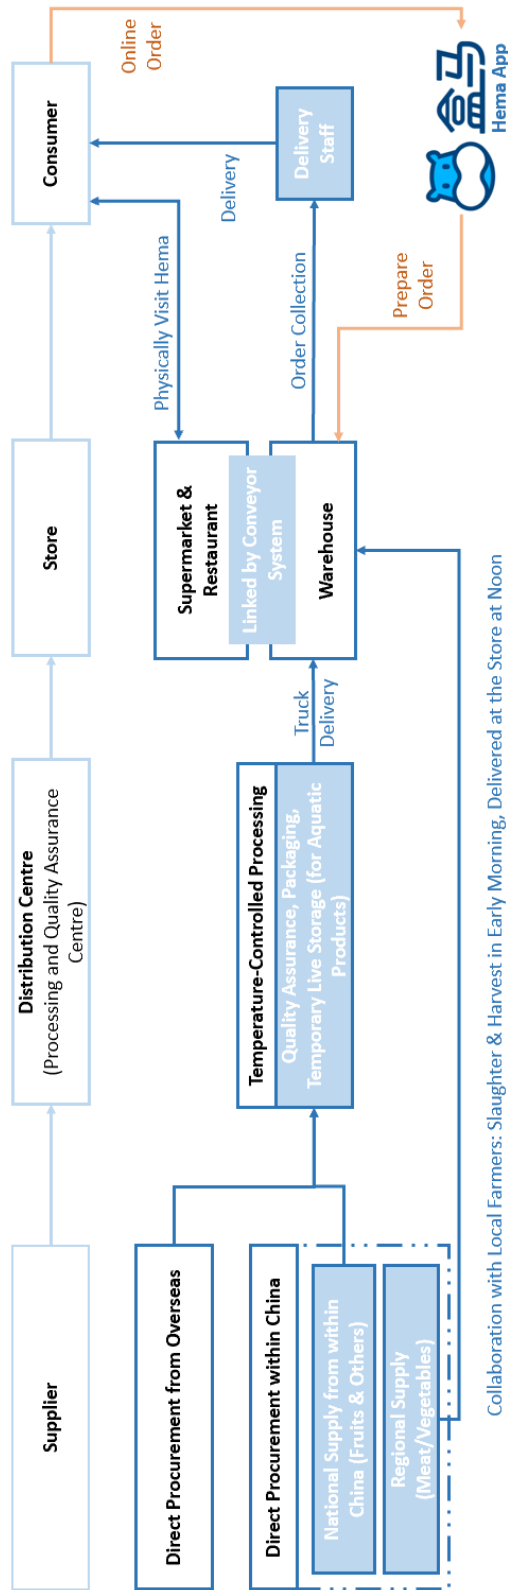 Supplier
Distribution Centre
(Processing and Quality Assurance
Centre)
Store
Consumer
Online
Order
Direct Procurement from Overseas
Direct Procurement within China
National Supply from within
China (Fruits & Others)
Regional Supply
(Meat/Vegetables)
Temperature-Controlled Processing
Quality Assurance, Packaging,
Temporary Live Storage (for Aquatic
Products)
Truck
Delivery
Supermarket &
Restaurant
Linked by Conveyor
System
Warehouse
Physically Visit Hema
Delivery
Order Collection
Delivery
Staff
Prepare
Order
盒马
Hema App
Collaboration with Local Farmers: Slaughter & Harvest in Early Morning, Delivered at the Store at Noon